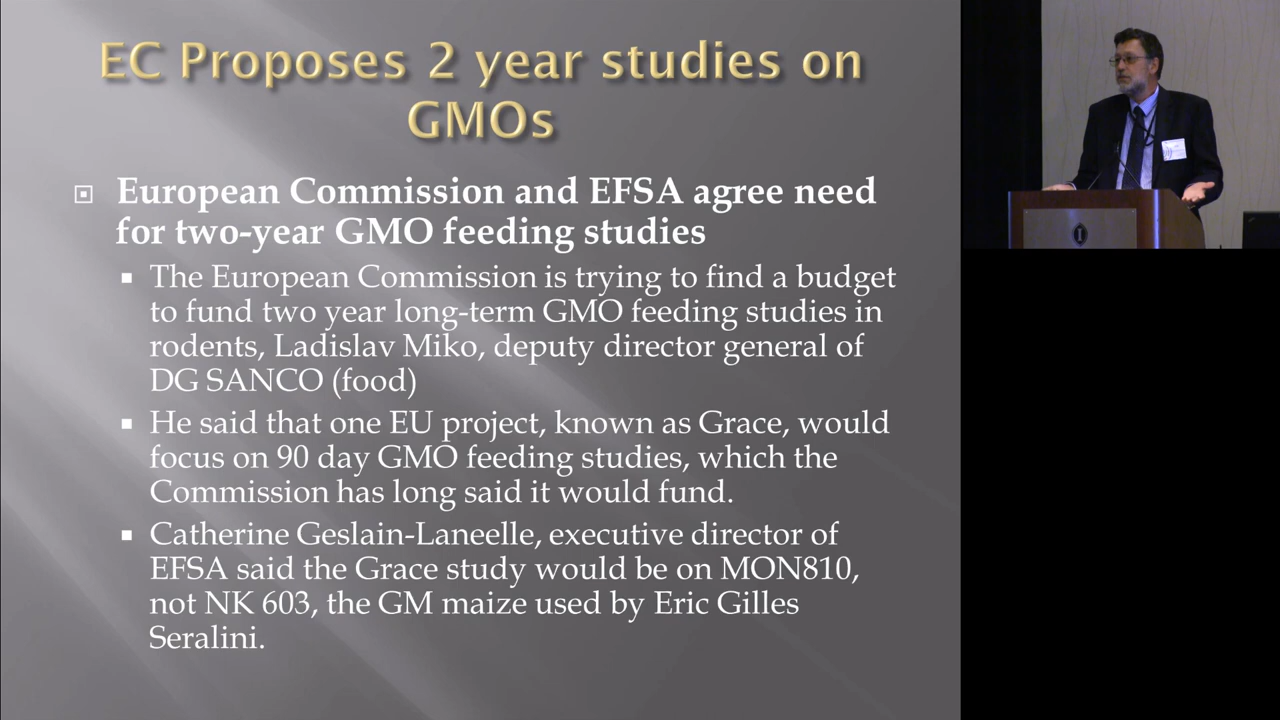 EC Proposes 2 year studies on
GMOs
European Commission and EFSA agree need
for two-year GMO feeding studies
The European Commission is trying to find a budget
to fund two year long-term GMO feeding studies in
rodents, Ladislav Miko, deputy director general of
DG SANCO (food)
He said that one EU project, known as Grace, would
focus on 90 day GMO feeding studies, which the
Commission has long said it would fund.
Catherine Geslain-Laneelle, executive director of
EFSA said the Grace study would be on MON810,
not NK 603, the GM maize used by Eric Gilles
Seralini.